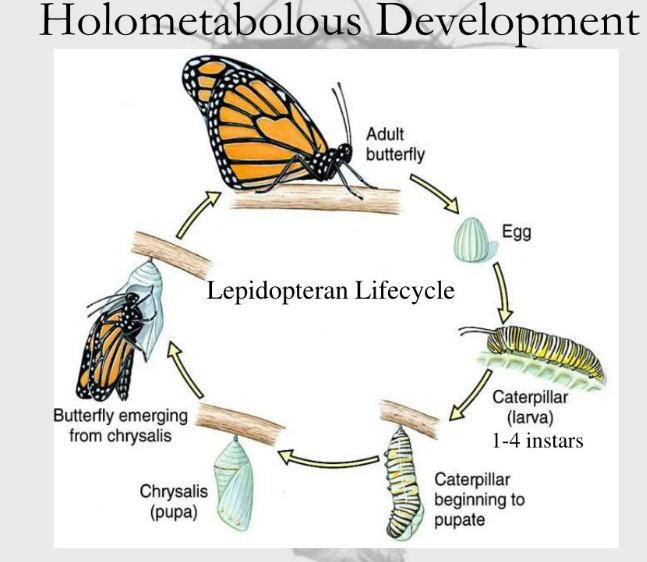 Holometabolous Development
Adult
butterfly
Egg
Lepidopteran Lifecycle
Caterpillar
(larva)
1-4 instars
Butterfly emerging
from chrysalis
Chrysalis
(pupa)
Caterpillar
beginning to
pupate